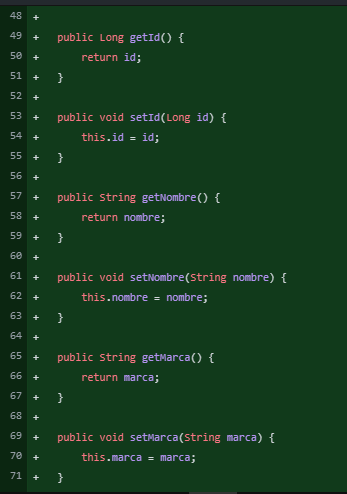 48 +
49 + public Long getId() {
50 + return id;
51 + }
52 +
53 + public void setId(Long id) {
54 + this.id = id;
55 + }
56 +
57 + public String getNombre() {
58 + return nombre;
59 + }
60 +
61 + public void setNombre(String nombre) {
62 + this.nombre = nombre;
63 + }
64 +
65 + public String getMarca() {
66 + return marca;
67 + }
68 +
69 + public void setMarca(String marca) {
70 + this.marca = marca;
71 + }